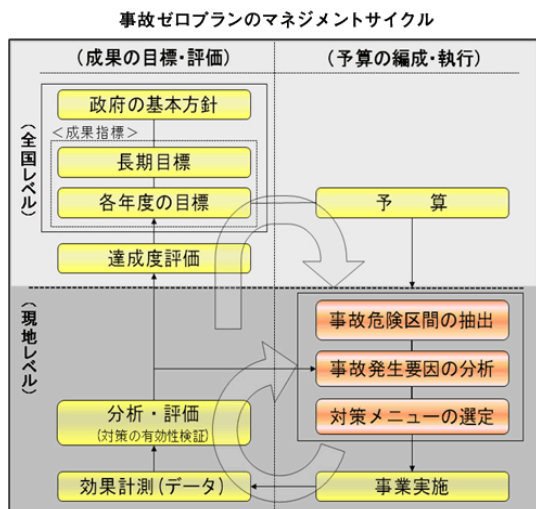 事故ゼロプランのマネジメントサイクル
(成果の目標・評価)
(予算の編成・執行)
(全国レベル)
政府の基本方針
<成果指標>
長期目標
各年度の目標
予 算
達成度評価
(現地レベル)
事故危険区間の抽出
事故発生要因の分析
対策メニューの選定
分析・評価
(対策の有効性検証)
効果計測(データ)
事業実施